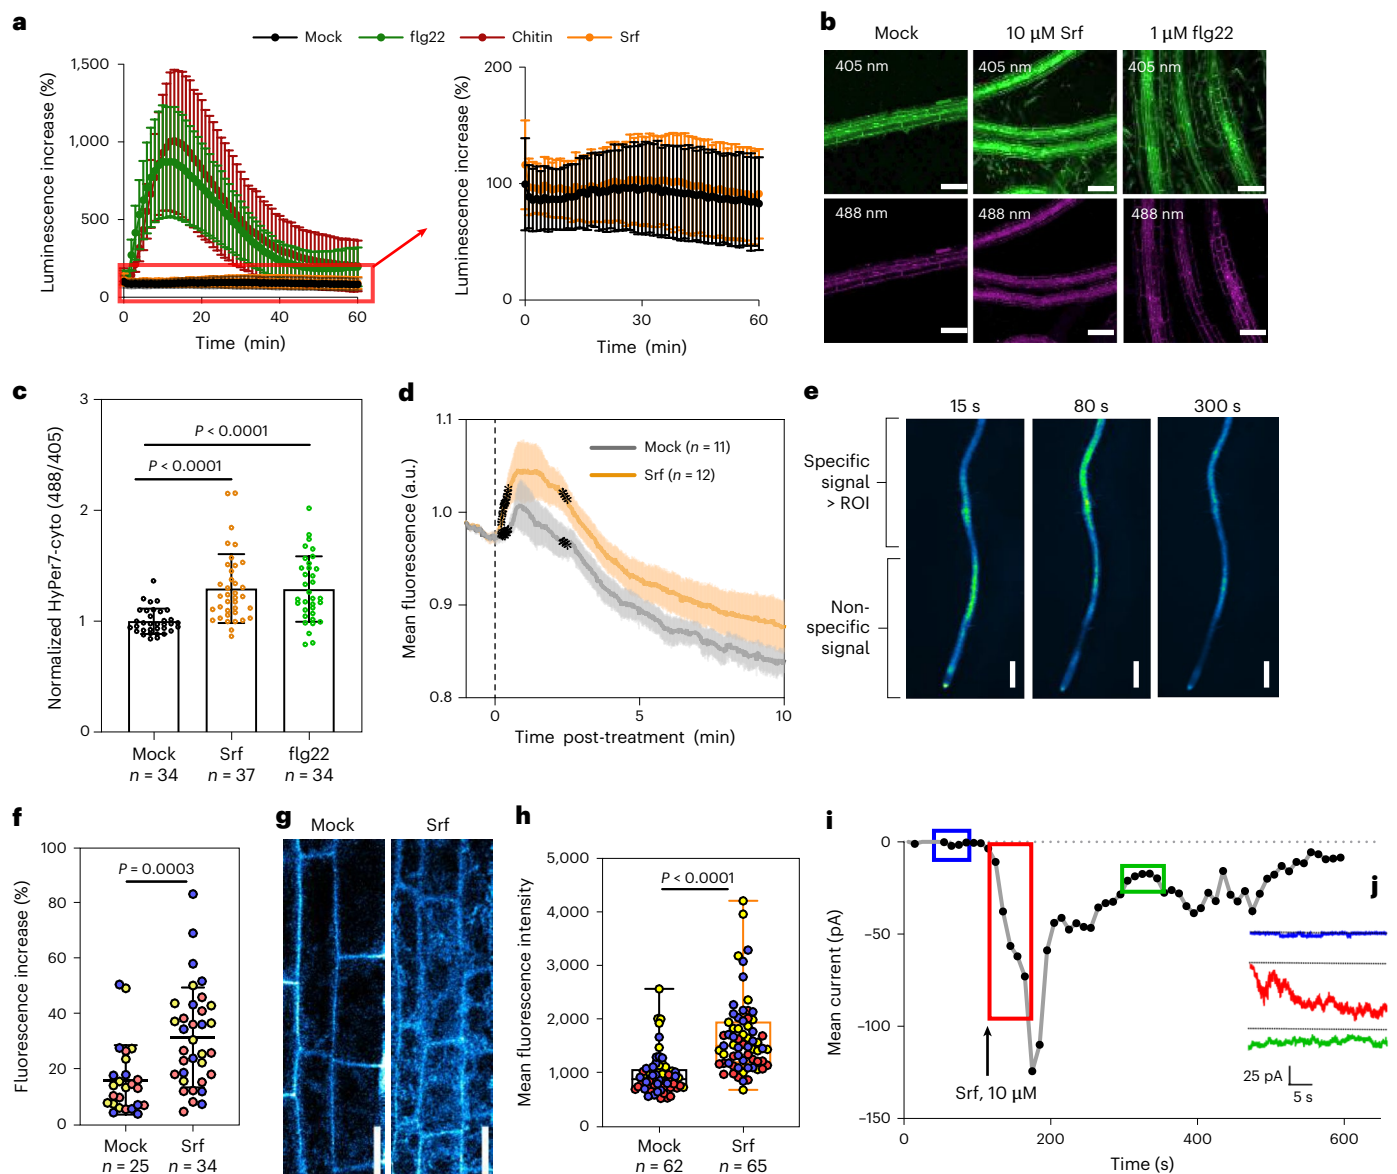 a
Mock
flg22
Chitin
Srf
Luminescence increase (%)
1,500
1,000
500
0
0
20
40
60
Time (min)
Luminescence increase (%)
200
100
0
0
30
60
Time (min)
b
Mock
10 µM Srf
1 µM flg22
405 nm
405 nm
405 nm
488 nm
488 nm
488 nm
c
Normalized HyPer7-cyto (488/405)
3
2
1
0
P < 0.0001
P < 0.0001
Mock
n = 34
Srf
n = 37
flg22
n = 34
d
Mean fluorescence (a.u.)
1.1
1.0
0.9
0.8
Mock (n = 11)
Srf (n = 12)
0
5
10
Time post-treatment (min)
e
15 s
80 s
300 s
Specific
signal
> ROI
Non-
specific
signal
f
Fluorescence increase (%)
100
80
60
40
20
0
P = 0.0003
Mock
n = 25
Srf
n = 34
g
Mock
Srf
h
Mean fluorescence intensity
5,000
4,000
3,000
2,000
1,000
0
P < 0.0001
Mock
n = 62
Srf
n = 65
i
Mean current (pA)
0
−50
−100
−150
Srf, 10 µM
0
200
400
600
Time (s)
j
25 pA
5 s